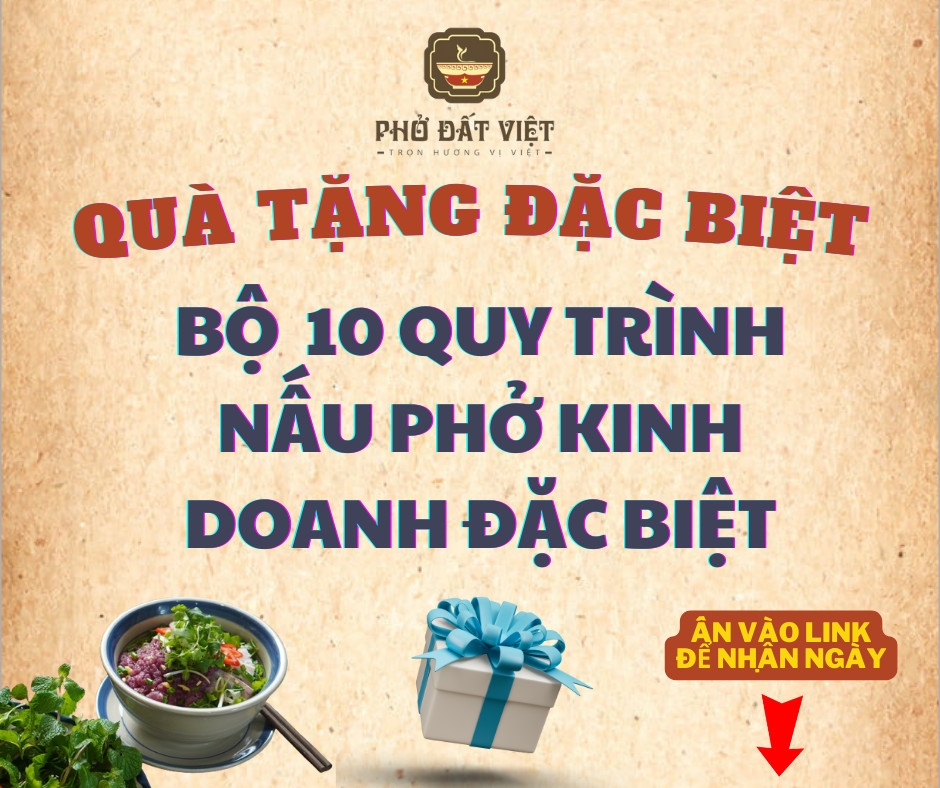 PHỞ ĐẤT VIỆT
TRỌN HƯƠNG VỊ VIỆT
QUÀ TẶNG ĐẶC BIỆT
BỘ 10 QUY TRÌNH
NẤU PHỞ KINH
DOANH ĐẶC BIỆT
ẤN VÀO LINK
ĐỂ NHẬN NGAY